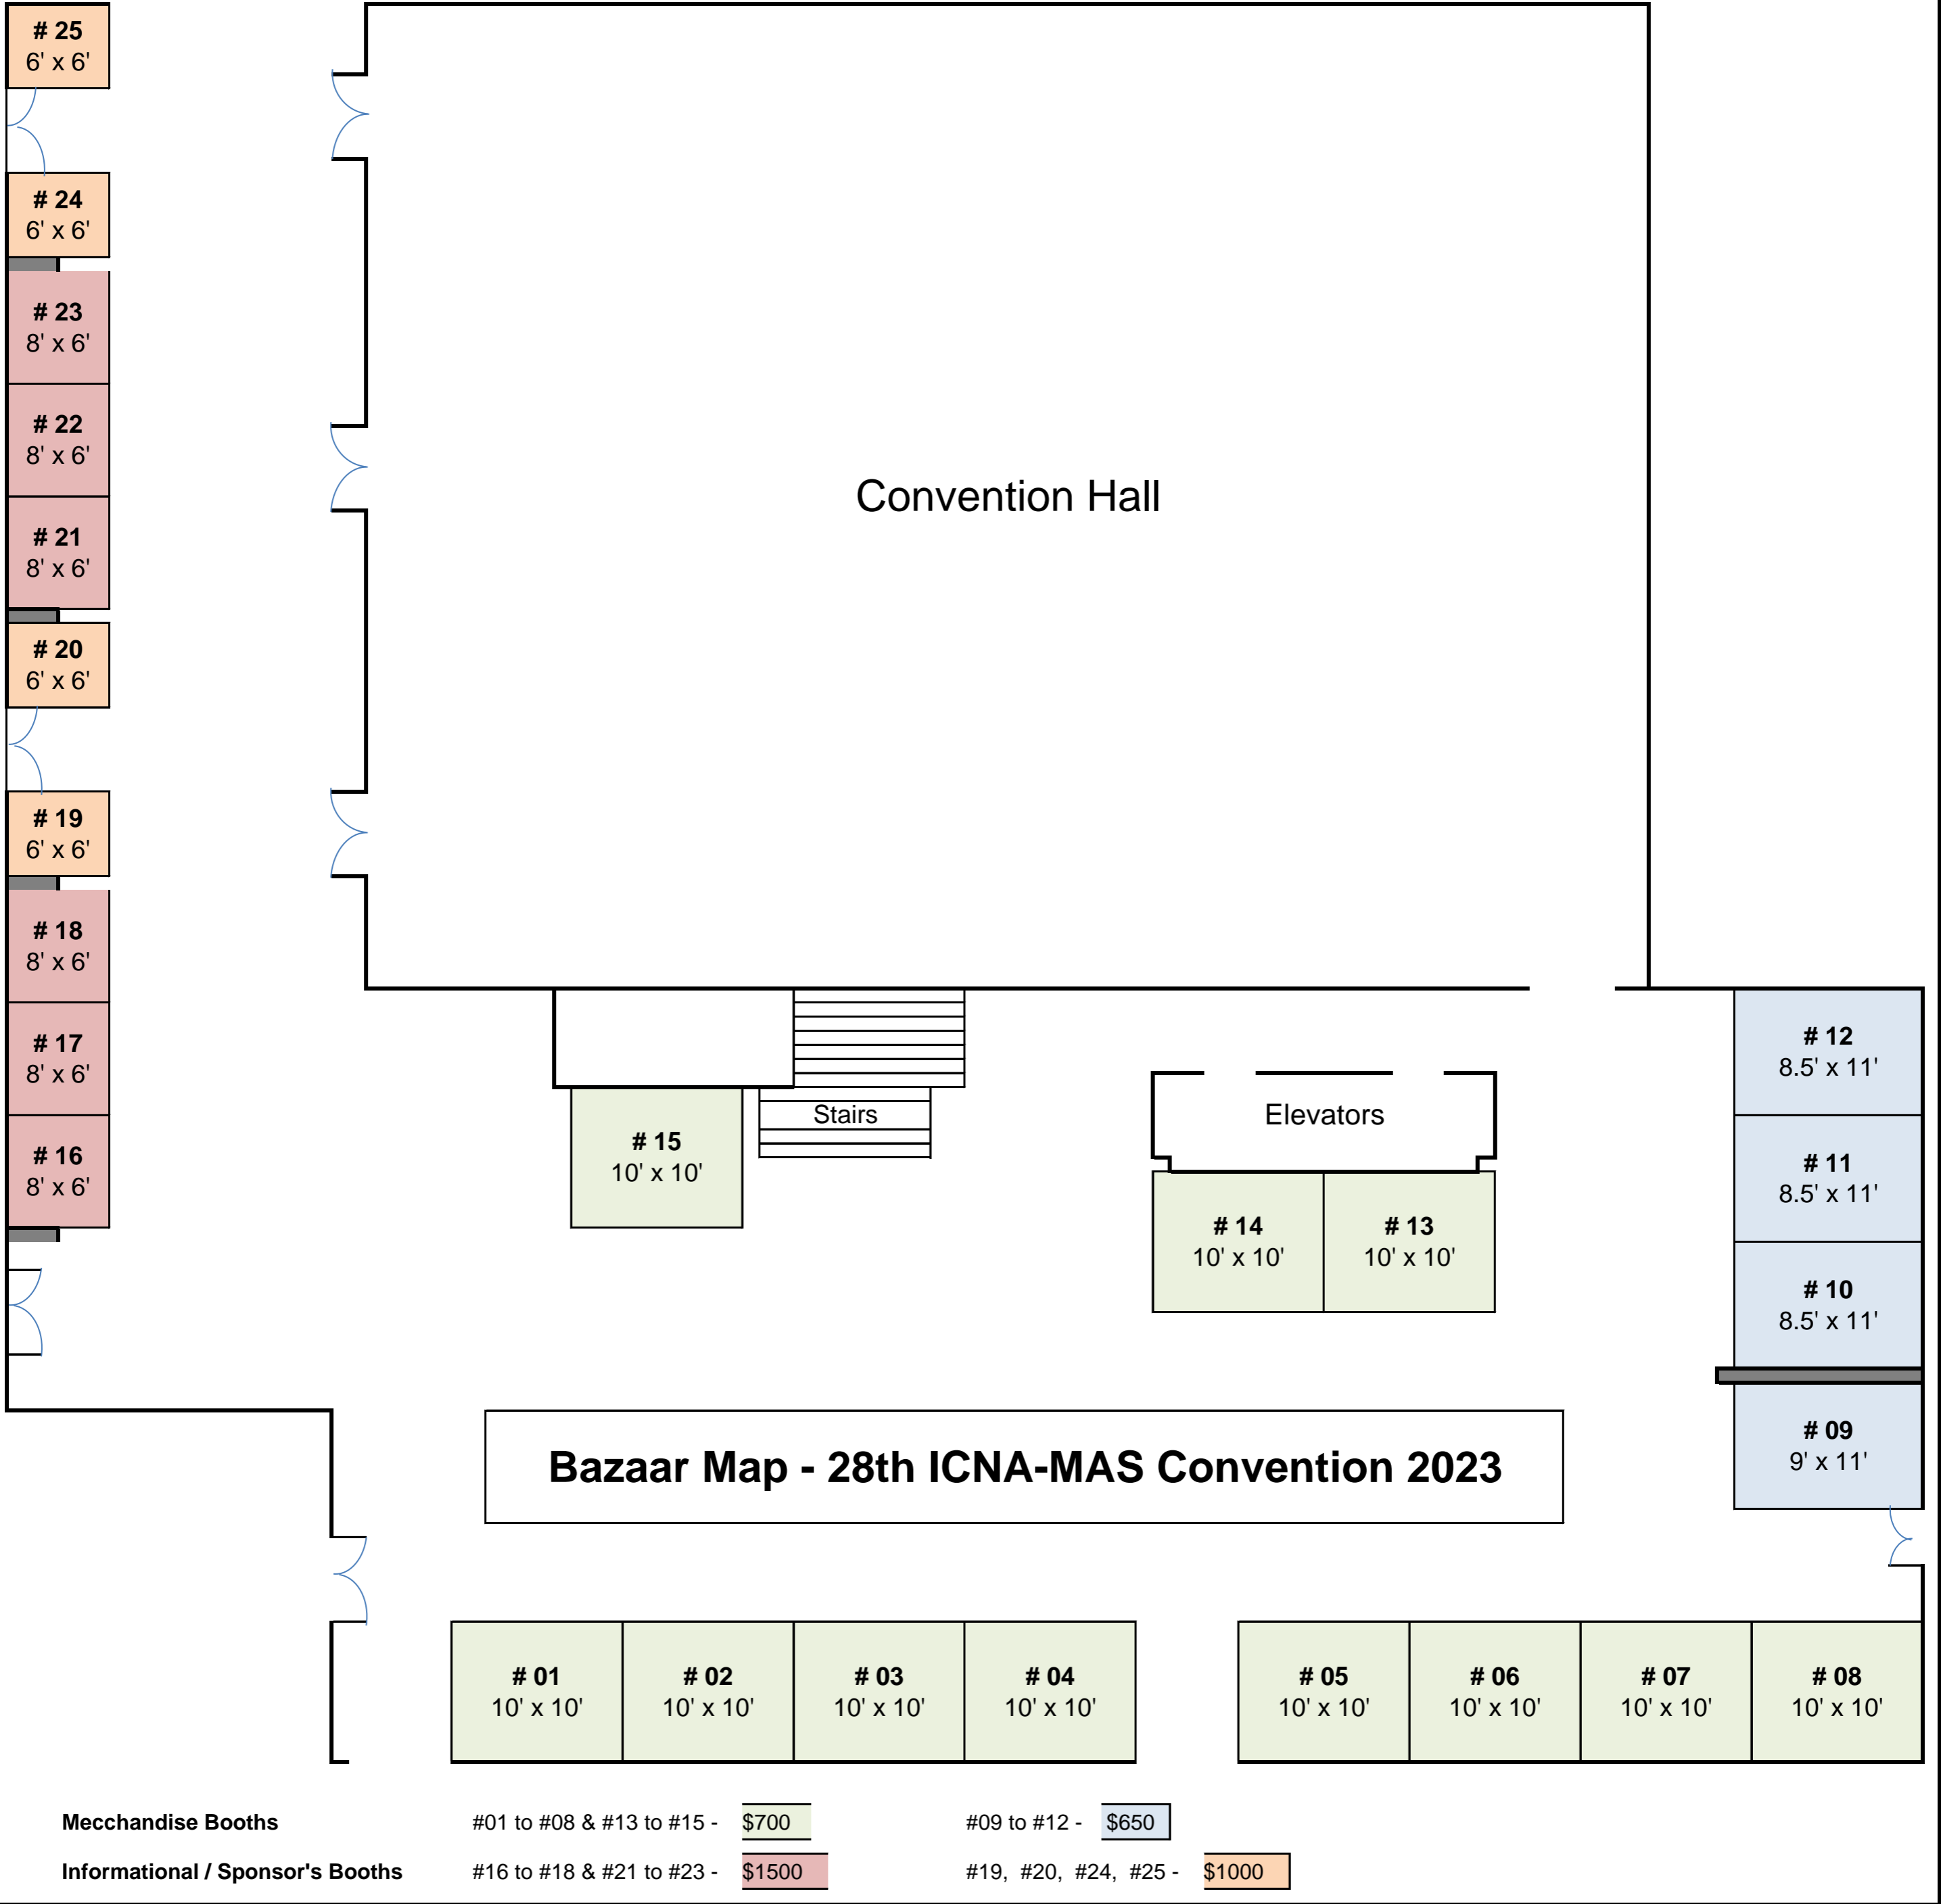 # 25
6' x 6'
# 24
6' x 6'
# 23
8' x 6'
# 22
8' x 6'
# 21
8' x 6'
# 20
6' x 6'
# 19
6' x 6'
# 18
8' x 6'
# 17
8' x 6'
# 16
8' x 6'
Convention Hall
Stairs
# 15
10' x 10'
Elevators
# 14
10' x 10'
# 13
10' x 10'
# 12
8.5' x 11'
# 11
8.5' x 11'
# 10
8.5' x 11'
# 09
9' x 11'
Bazaar Map - 28th ICNA-MAS Convention 2023
# 01
10' x 10'
# 02
10' x 10'
# 03
10' x 10'
# 04
10' x 10'
# 05
10' x 10'
# 06
10' x 10'
# 07
10' x 10'
# 08
10' x 10'
Mecchandise Booths #01 to #08 & #13 to #15 - $700 #09 to #12 - $650
Informational / Sponsor's Booths #16 to #18 & #21 to #23 - $1500 #19, #20, #24, #25 - $1000